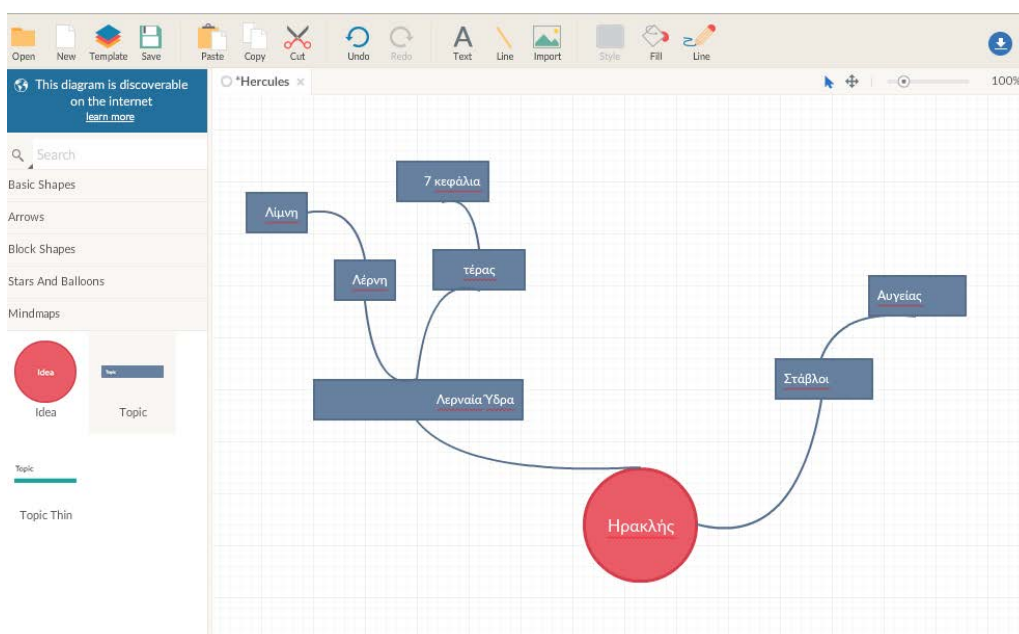 Open New Template Save Paste Copy Cut Undo Redo Text Line Import Style Fill Line
This diagram is discoverable
on the internet
learn more
*Hercules ×
100%
Search
Basic Shapes
Arrows
Block Shapes
Stars And Balloons
Mindmaps
Idea
Idea
Topic
Topic
Topic
Topic Thin
7 κεφάλια
Λίμνη
Λέρνη
τέρας
Αυγείας
Στάβλοι
Λερναία Ύδρα
Ηρακλής